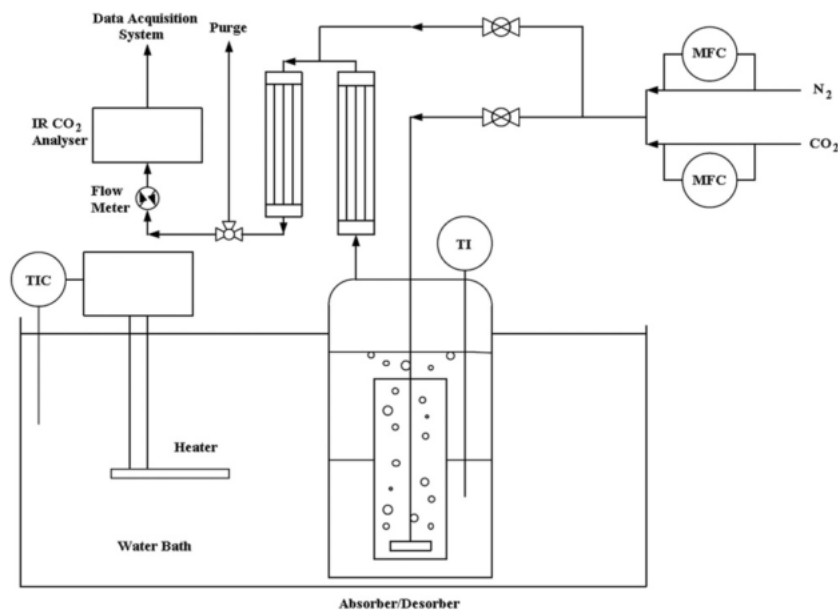 Data Acquisition
System
Purge
MFC
N2
IR CO2
Analyser
CO2
MFC
Flow
Meter
TI
TIC
Heater
Water Bath
Absorber/Desorber